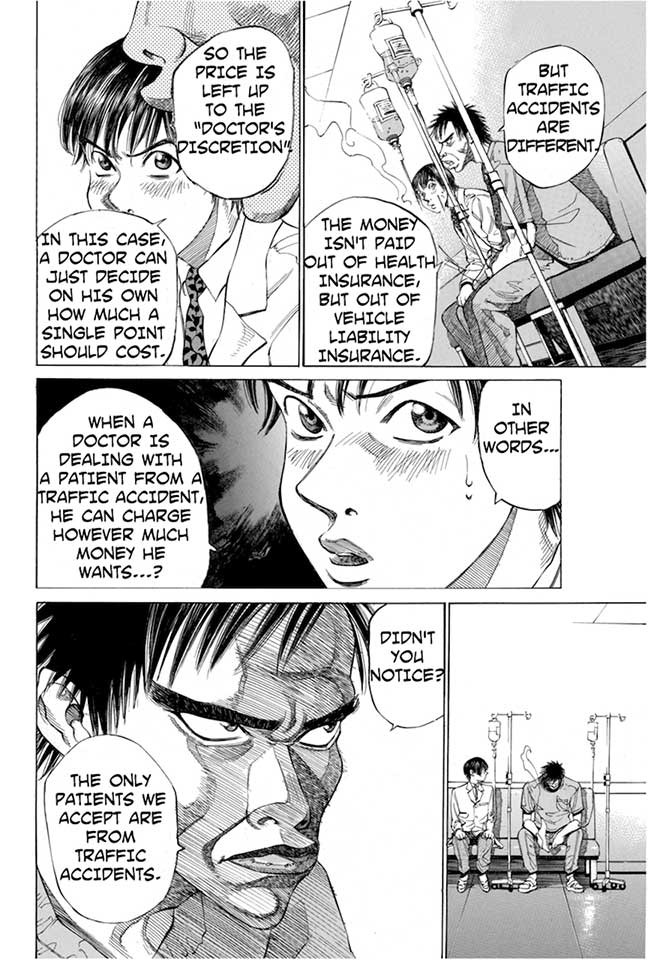 BUT
TRAFFIC
ACCIDENTS
ARE
DIFFERENT.
THE MONEY
ISN'T PAID
OUT OF HEALTH
INSURANCE,
BUT OUT OF
VEHICLE
LIABILITY
INSURANCE.
SO THE
PRICE IS
LEFT UP
TO THE
"DOCTOR'S
DISCRETION"
IN THIS CASE,
A DOCTOR CAN
JUST DECIDE
ON HIS OWN
HOW MUCH A
SINGLE POINT
SHOULD COST.
IN
OTHER
WORDS...
WHEN A
DOCTOR IS
DEALING WITH
A PATIENT FROM A
TRAFFIC ACCIDENT,
HE CAN CHARGE
HOWEVER MUCH
MONEY HE
WANTS...?
DIDN'T
YOU
NOTICE?
THE ONLY
PATIENTS WE
ACCEPT ARE
FROM
TRAFFIC
ACCIDENTS.